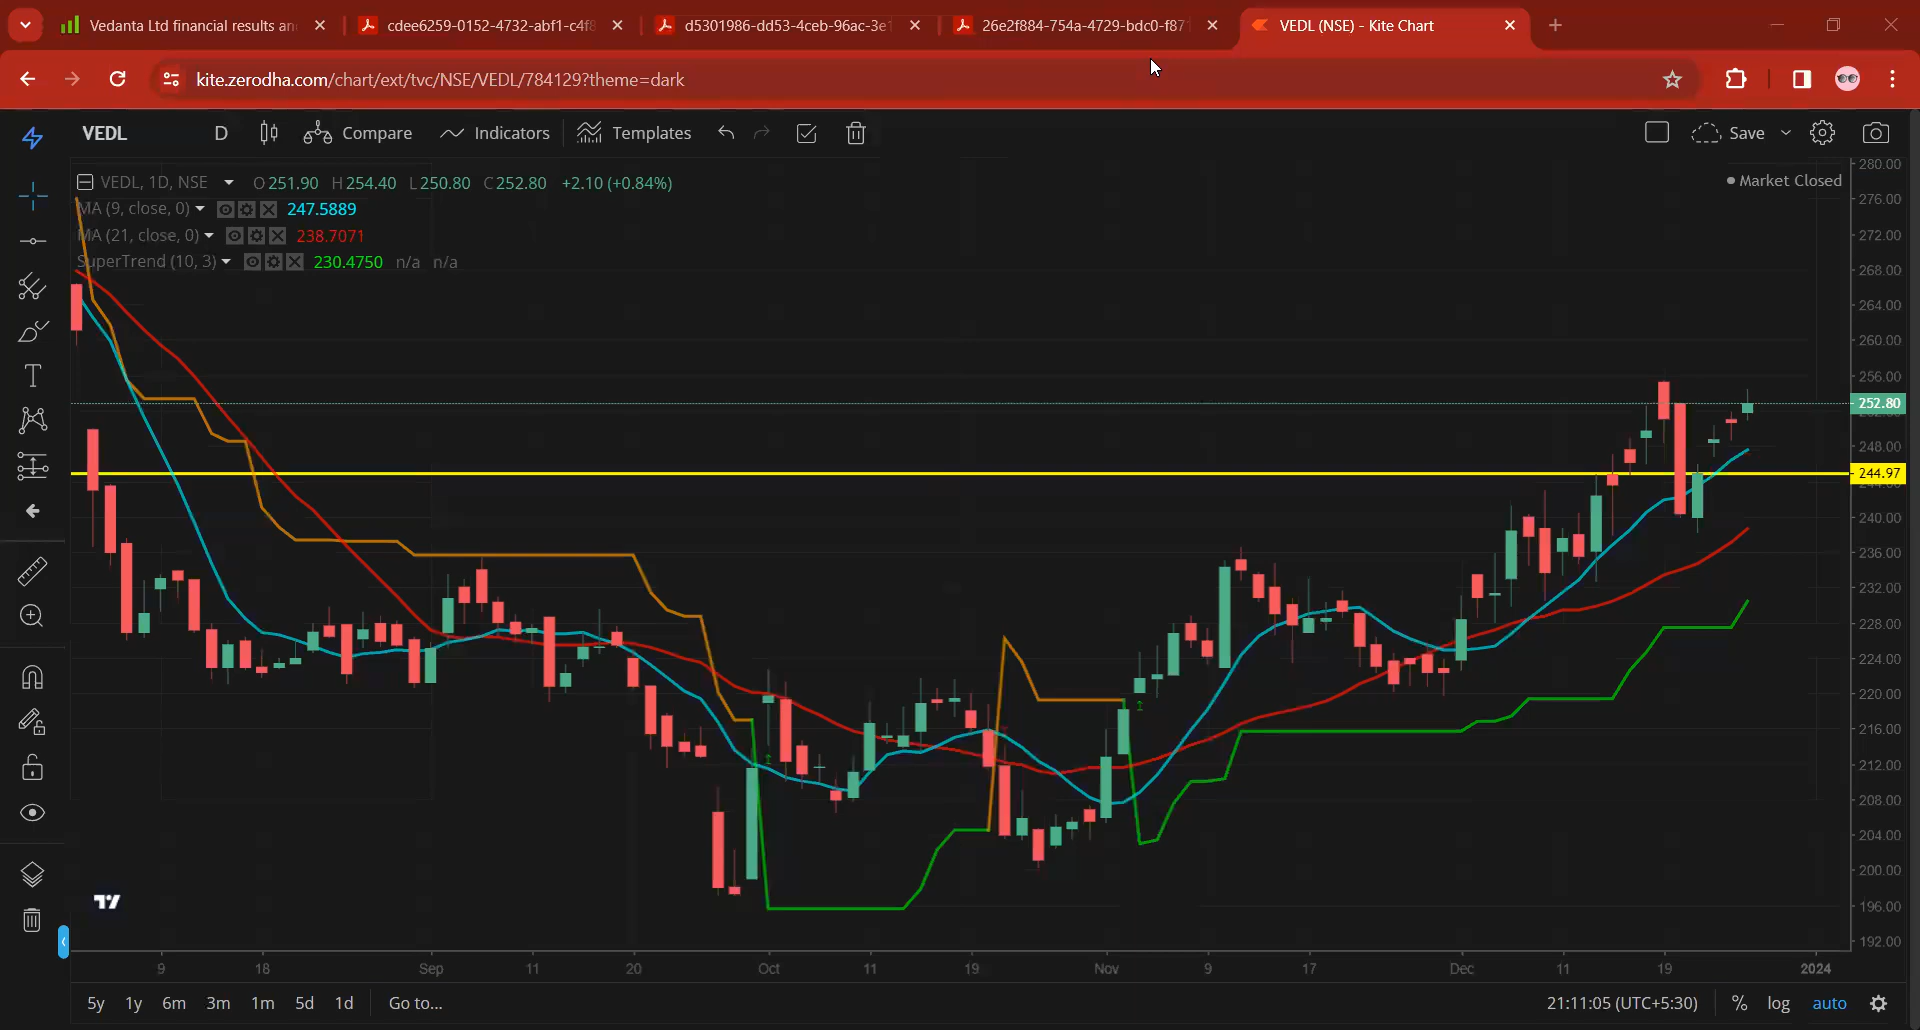 Vedanta Ltd financial results an
cdee6259-0152-4732-abf1-c4f8
d5301986-dd53-4ceb-96ac-3e1
26e2f884-754a-4729-bdc0-f871
VEDL (NSE) - Kite Chart
kite.zerodha.com/chart/ext/tvc/NSE/VEDL/784129?theme=dark
VEDL D Compare Indicators Templates Save
VEDL, 1D, NSE O251.90 H254.40 L250.80 C252.80 +2.10 (+0.84%)
Market Closed
MA (9, close, 0) 247.5889
MA (21, close, 0) 238.7071
SuperTrend (10, 3) 230.4750 n/a n/a
280.00
276.00
272.00
268.00
264.00
260.00
256.00
252.80
248.00
244.97
240.00
236.00
232.00
228.00
224.00
220.00
216.00
212.00
208.00
204.00
200.00
196.00
192.00
9 18 Sep 11 20 Oct 11 19 Nov 9 17 Dec 11 19 2024
5y 1y 6m 3m 1m 5d 1d Go to... 21:11:05 (UTC+5:30) % log auto